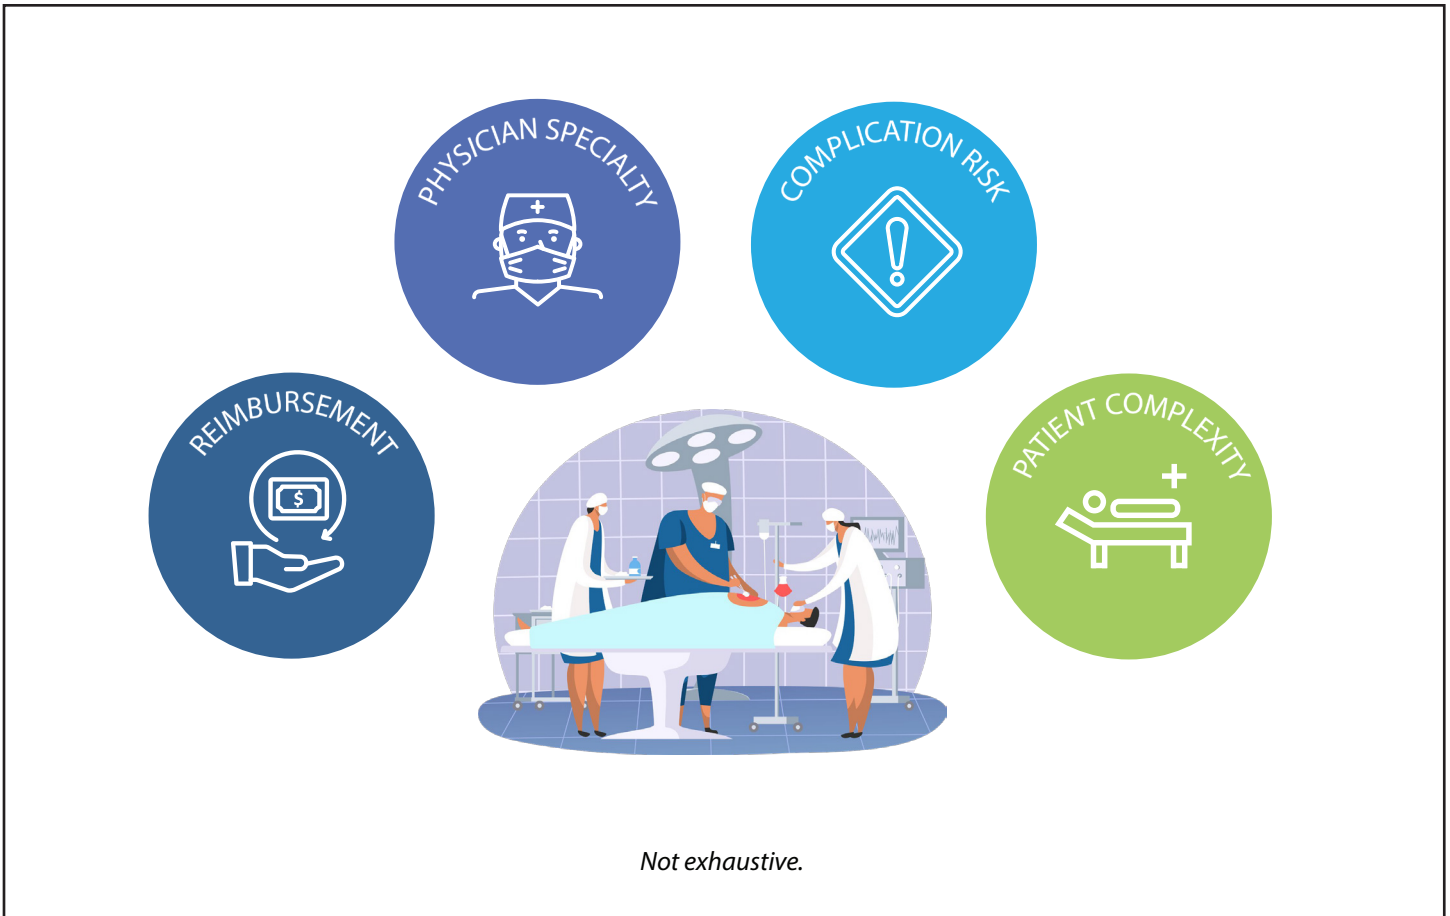 PHYSICIAN SPECIALTY
COMPLICATION RISK
REIMBURSEMENT
$
PATIENT COMPLEXITY
Not exhaustive.